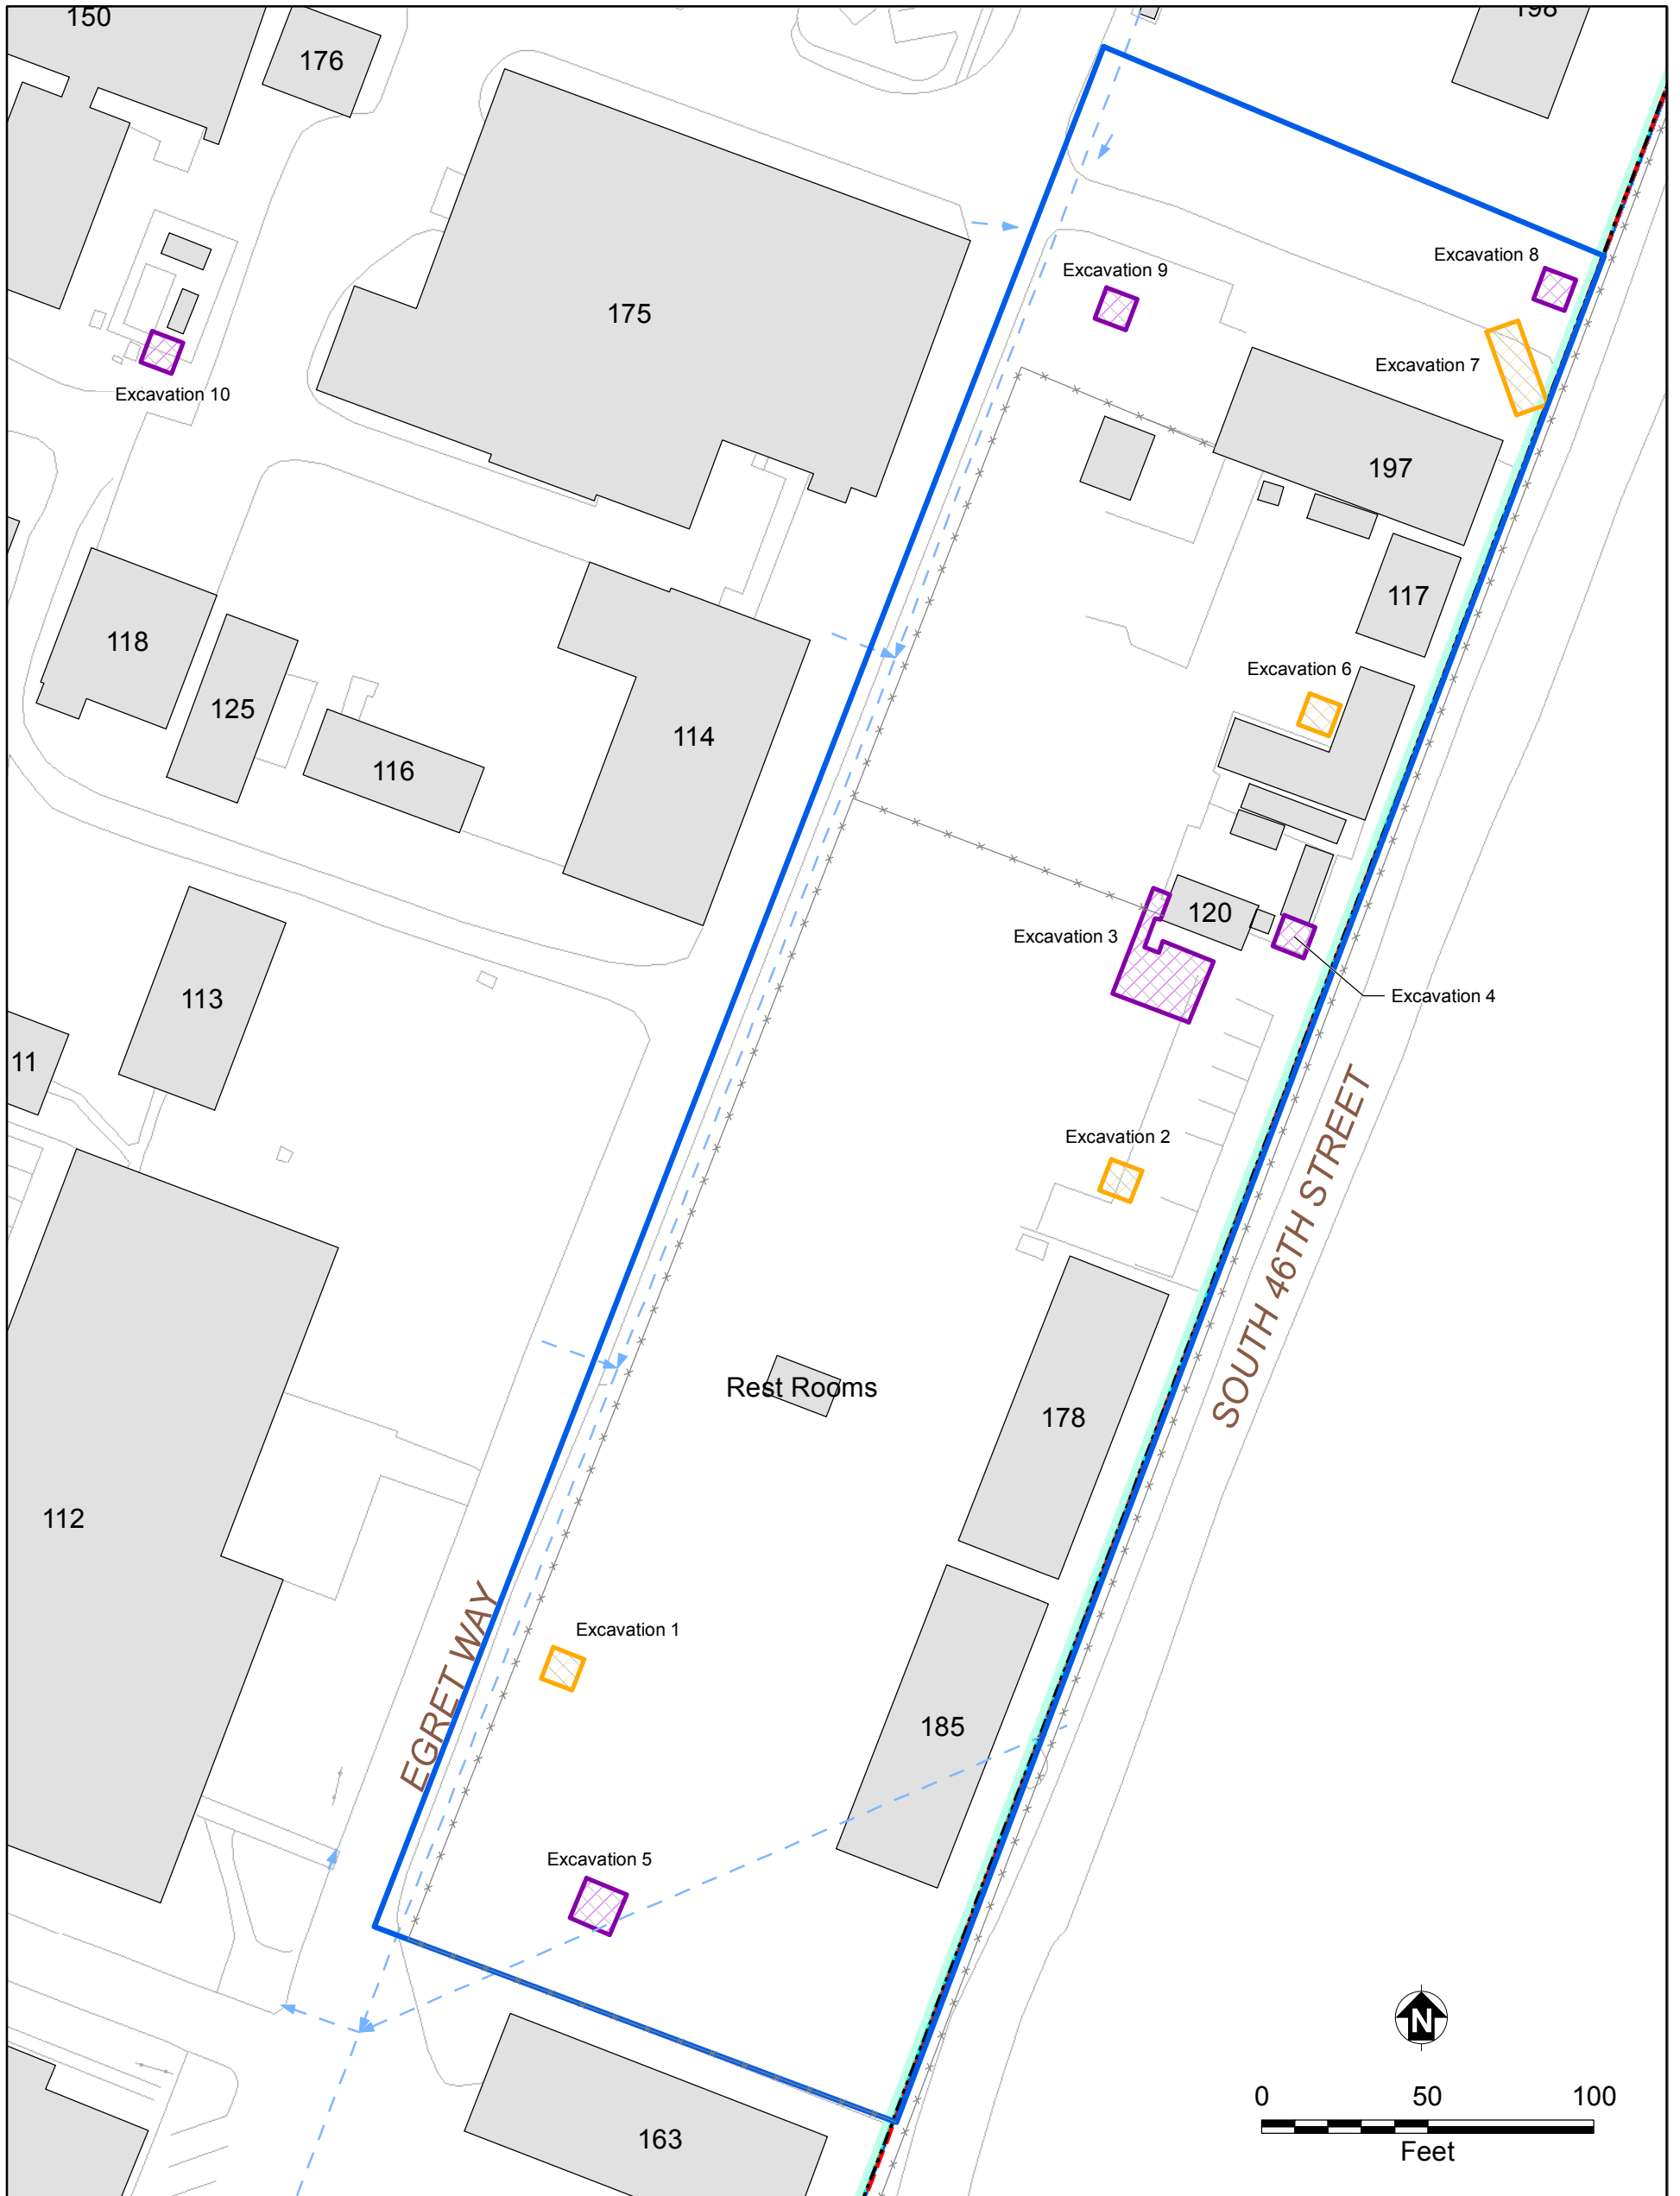 150
176
198
Excavation 8
Excavation 9
175
Excavation 7
Excavation 10
197
117
118
Excavation 6
125
114
116
120
Excavation 3
Excavation 4
113
11
Excavation 2
SOUTH 46TH STREET
Rest Rooms
178
112
Excavation 1
EGRET WAY
185
Excavation 5
N
0 50 100
Feet
163